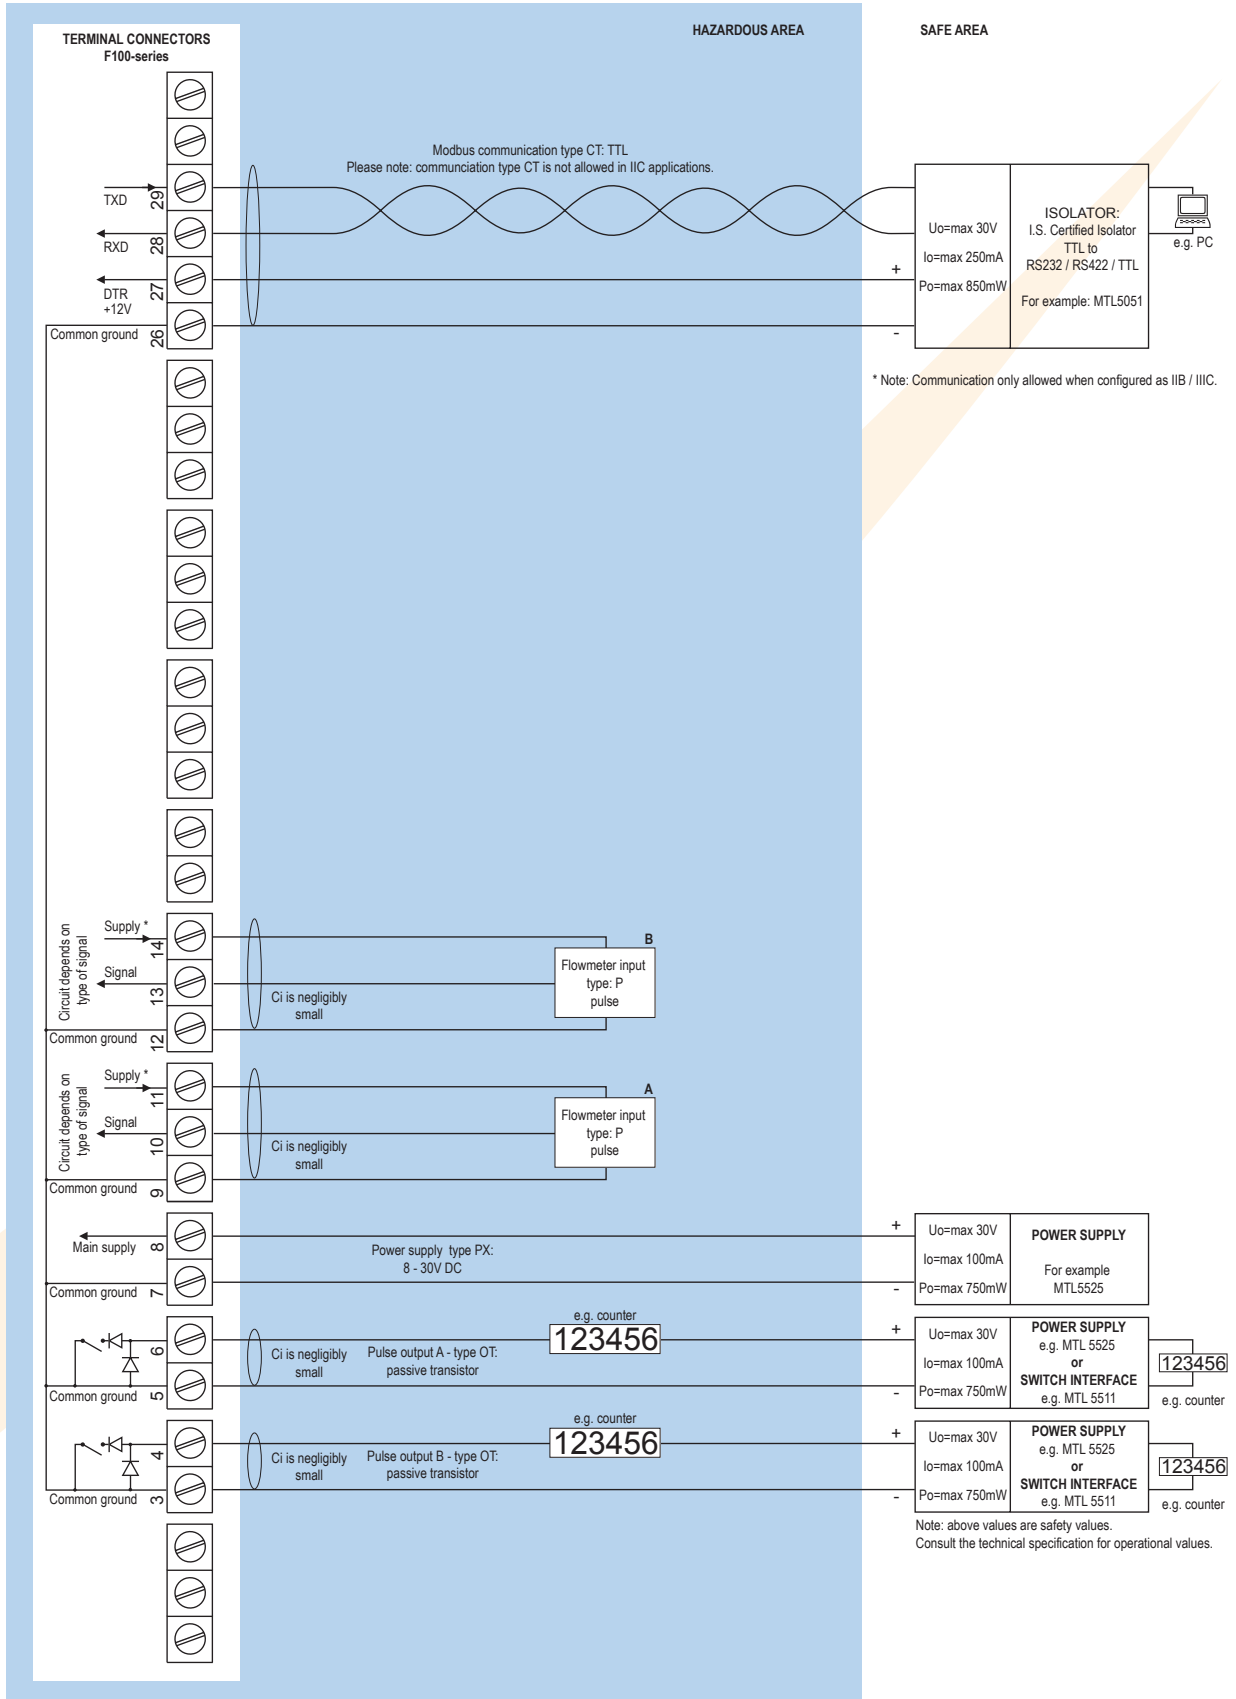 HAZARDOUS AREA
SAFE AREA
TERMINAL CONNECTORS
F100-series
Modbus communication type CT: TTL
Please note: communciation type CT is not allowed in IIC applications.
TXD
29
RXD
28
DTR
+12V
27
+
Common ground
26
-
Uo=max 30V
Io=max 250mA
Po=max 850mW
ISOLATOR:
I.S. Certified Isolator
TTL to
RS232 / RS422 / TTL
For example: MTL5051
e.g. PC
* Note: Communication only allowed when configured as IIB / IIIC.
Circuit depends on
type of signal
Supply *
14
Signal
13
Common ground
12
Ci is negligibly
small
B
Flowmeter input
type: P
pulse
Circuit depends on
type of signal
Supply *
11
Signal
10
Common ground
9
Ci is negligibly
small
A
Flowmeter input
type: P
pulse
Main supply
8
Common ground
7
Power supply type PX:
8 - 30V DC
+
-
Uo=max 30V
Io=max 100mA
Po=max 750mW
POWER SUPPLY
For example
MTL5525
6
Common ground
5
Ci is negligibly
small
Pulse output A - type OT:
passive transistor
e.g. counter
123456
+
-
Uo=max 30V
Io=max 100mA
Po=max 750mW
POWER SUPPLY
e.g. MTL 5525
or
SWITCH INTERFACE
e.g. MTL 5511
123456
e.g. counter
4
Common ground
3
Ci is negligibly
small
Pulse output B - type OT:
passive transistor
e.g. counter
123456
+
-
Uo=max 30V
Io=max 100mA
Po=max 750mW
POWER SUPPLY
e.g. MTL 5525
or
SWITCH INTERFACE
e.g. MTL 5511
123456
e.g. counter
Note: above values are safety values.
Consult the technical specification for operational values.